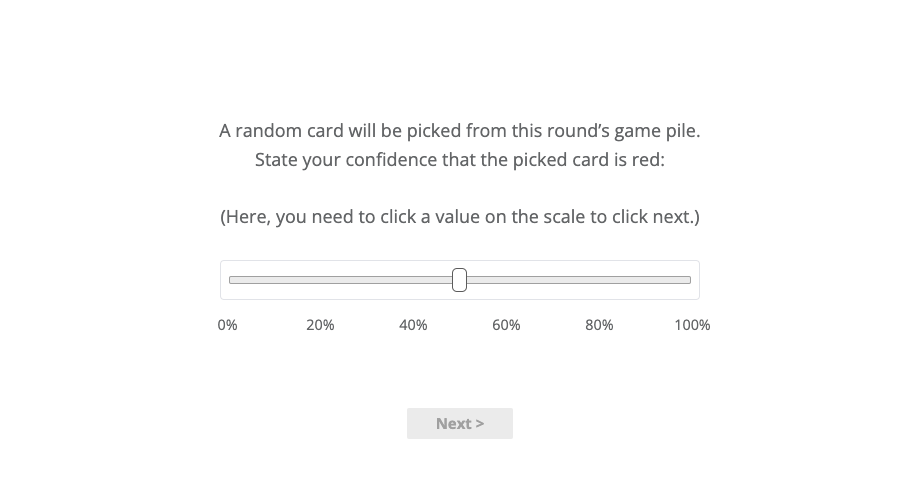 A random card will be picked from this round’s game pile.
State your confidence that the picked card is red:
(Here, you need to click a value on the scale to click next.)
0% 20% 40% 60% 80% 100%
Next >